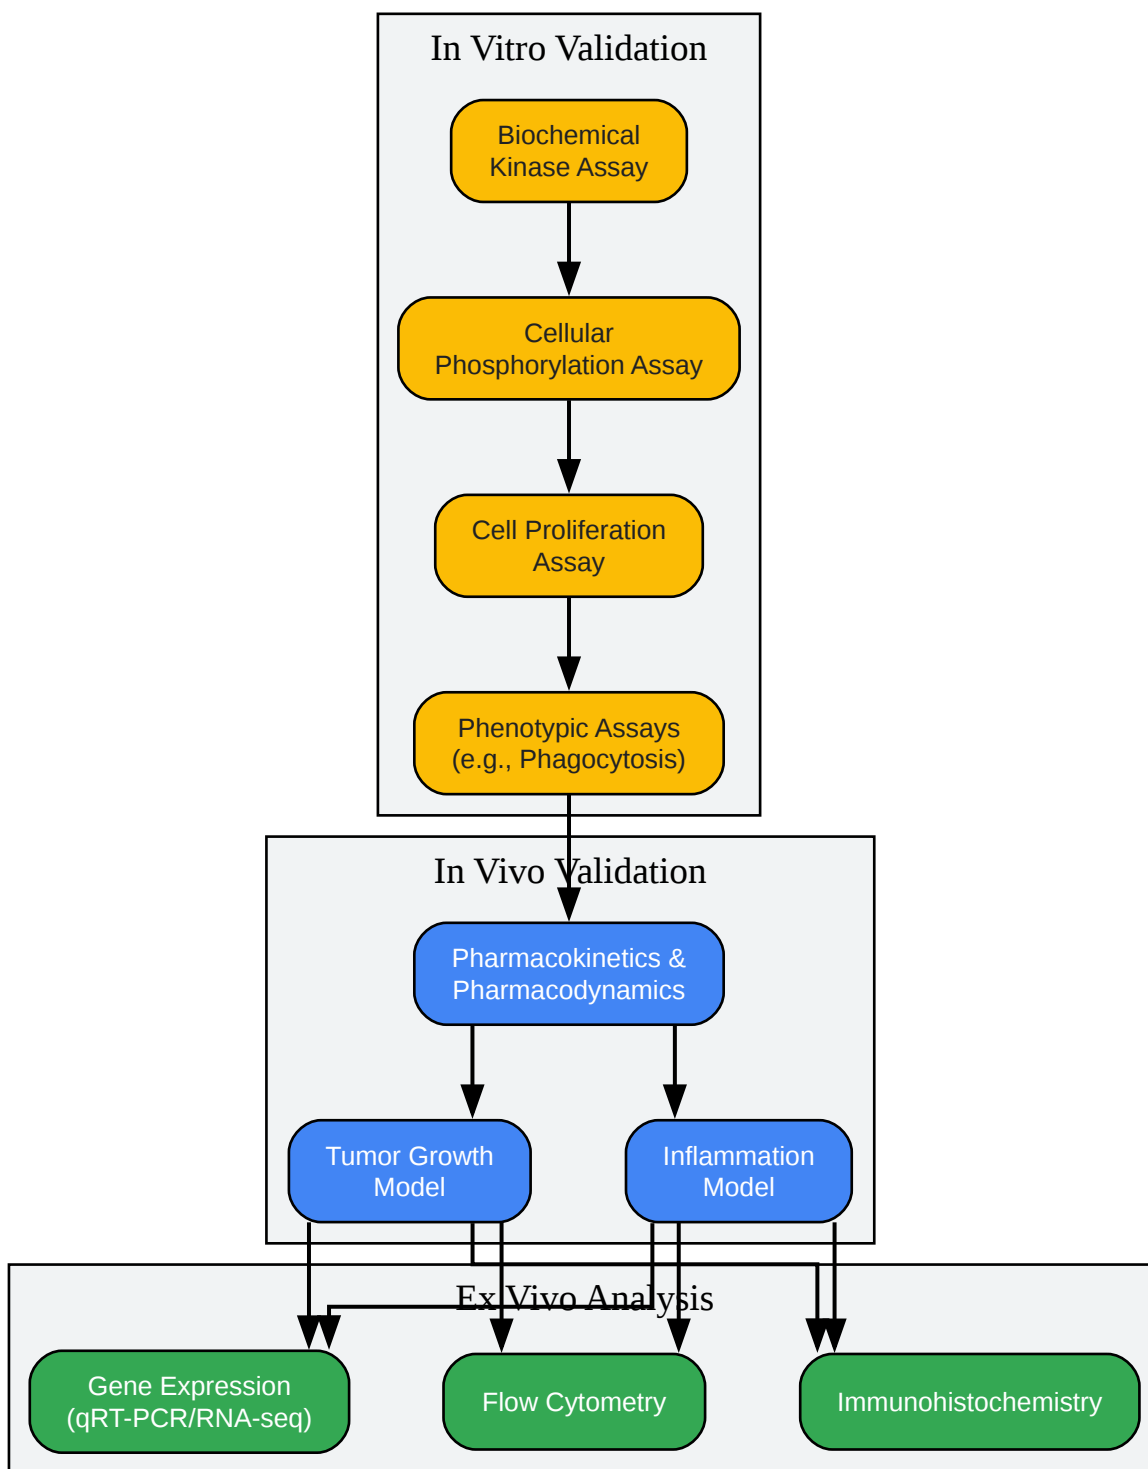 In Vitro Validation
Biochemical
Kinase Assay
Cellular
Phosphorylation Assay
Cell Proliferation
Assay
Phenotypic Assays
(e.g., Phagocytosis)
In Vivo Validation
Pharmacokinetics &
Pharmacodynamics
Tumor Growth
Model
Inflammation
Model
Ex Vivo Analysis
Gene Expression
(qRT-PCR/RNA-seq)
Flow Cytometry
Immunohistochemistry